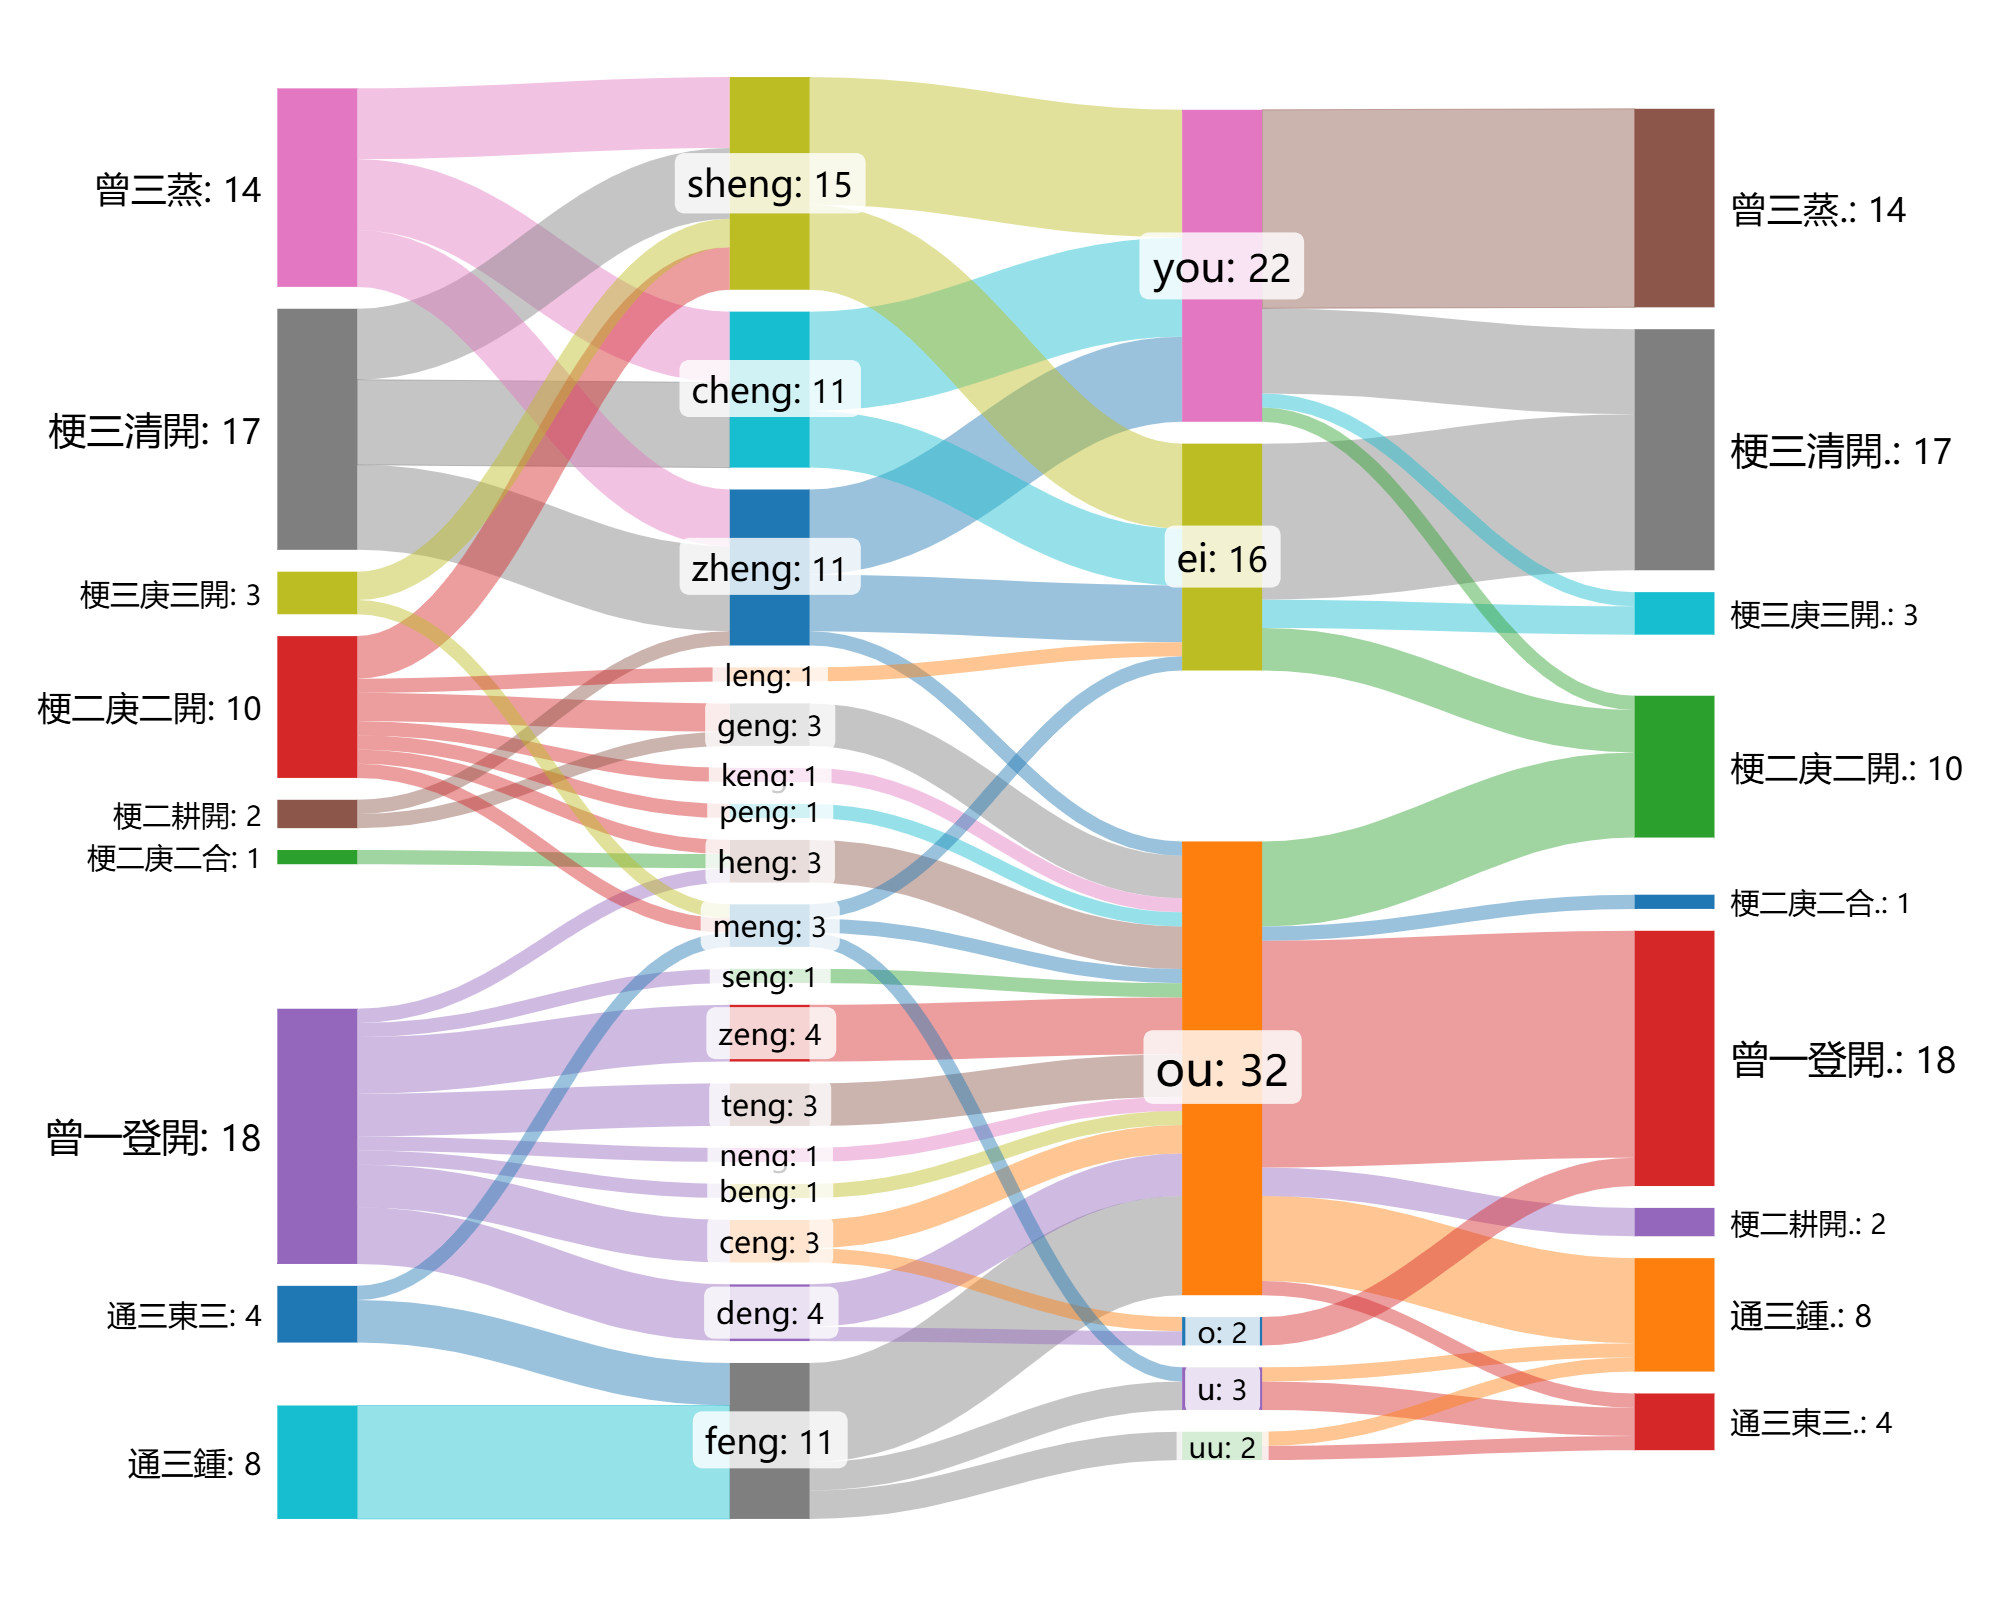 曾三蒸: 14
梗三清開: 17
梗三庚三開: 3
梗二庚二開: 10
梗二耕開: 2
梗二庚二合: 1
曾一登開: 18
通三東三: 4
通三鍾: 8
sheng: 15
cheng: 11
zheng: 11
leng: 1
geng: 3
keng: 1
peng: 1
heng: 3
meng: 3
seng: 1
zeng: 4
teng: 3
neng: 1
beng: 1
ceng: 3
deng: 4
feng: 11
you: 22
ei: 16
ou: 32
o: 2
u: 3
uu: 2
曾三蒸.: 14
梗三清開.: 17
梗三庚三開.: 3
梗二庚二開.: 10
梗二庚二合.: 1
曾一登開.: 18
梗二耕開.: 2
通三鍾.: 8
通三東三.: 4